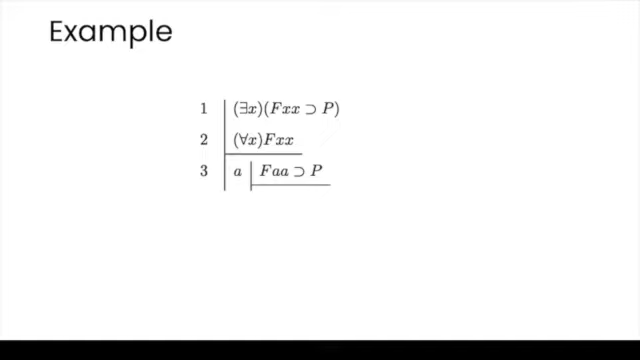 Example
1 (∃x)(Fxx ⊃ P)
2 (∀x)Fxx
3 a Faa ⊃ P